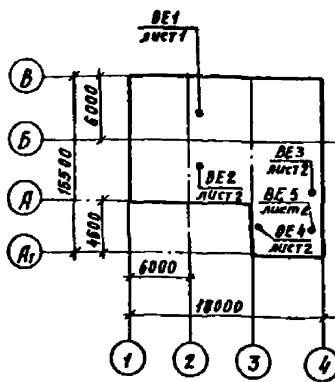 ВЕ1
лист1
В
6000
Б
15500
ВЕ2
лист2
ВЕ3
лист2
А
ВЕ5
лист2
4500
ВЕ4
лист2
А₁
6000
18000
1
2
3
4